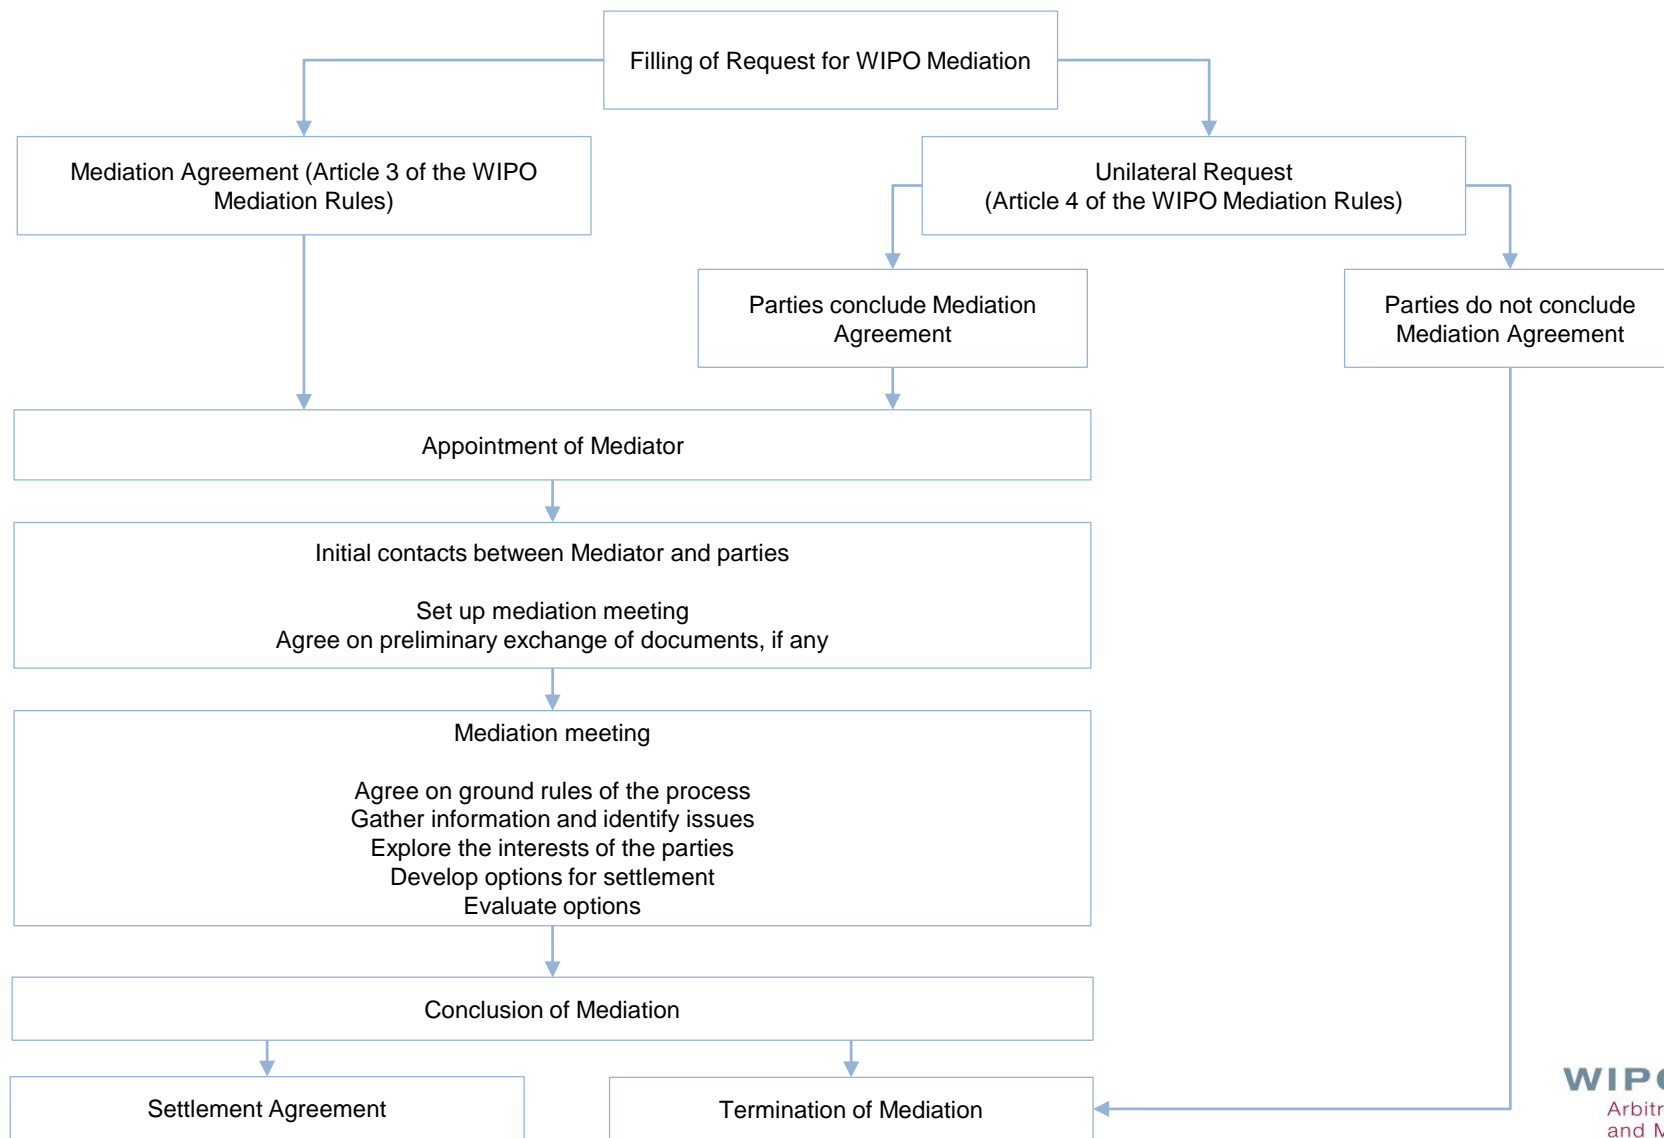 Filling of Request for WIPO Mediation
Mediation Agreement (Article 3 of the WIPO
Mediation Rules)
Unilateral Request
(Article 4 of the WIPO Mediation Rules)
Parties conclude Mediation
Agreement
Parties do not conclude
Mediation Agreement
Appointment of Mediator
Initial contacts between Mediator and parties
Set up mediation meeting
Agree on preliminary exchange of documents, if any
Mediation meeting
Agree on ground rules of the process
Gather information and identify issues
Explore the interests of the parties
Develop options for settlement
Evaluate options
Conclusion of Mediation
Settlement Agreement
Termination of Mediation
WIPO
Arbitr
and M